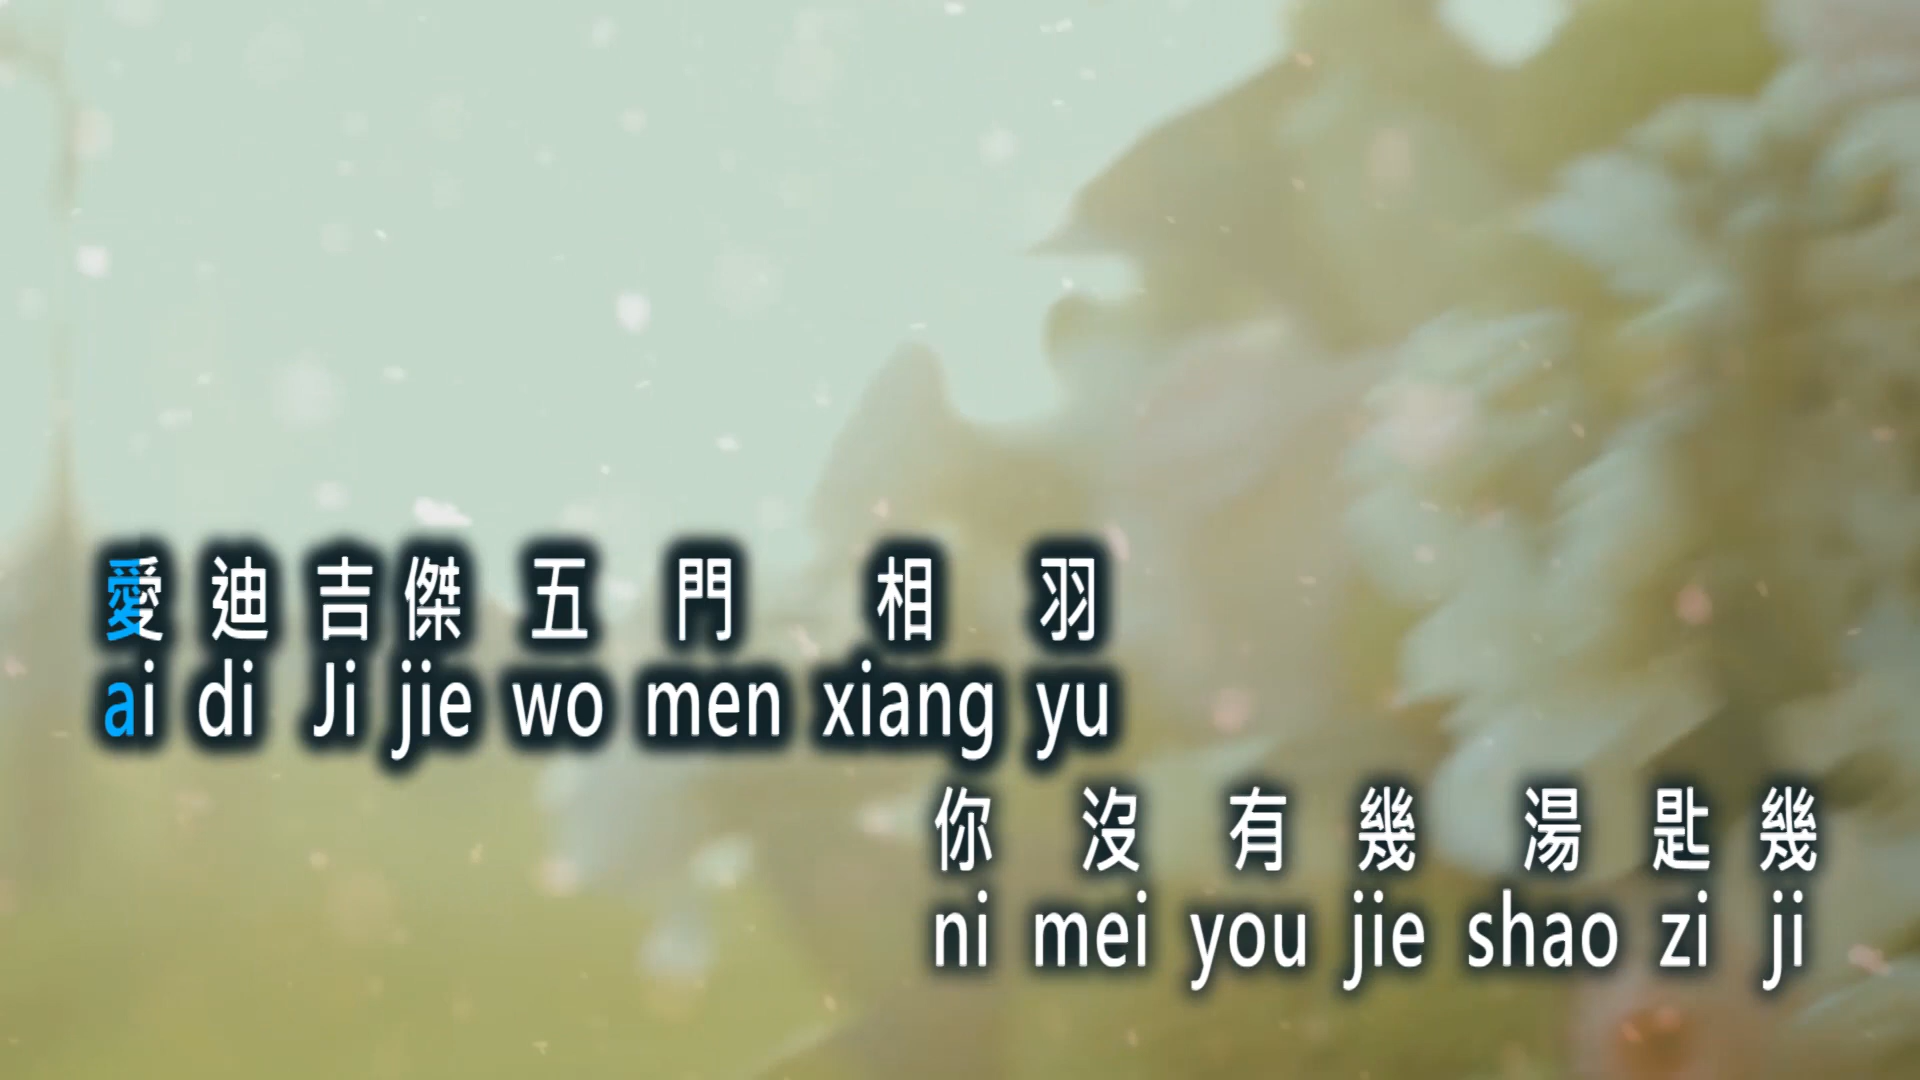 愛 迪 吉 傑 五 門 相 羽
ai di Ji jie wo men xiang yu
你 沒 有 幾 湯 匙 幾
ni mei you jie shao zi ji